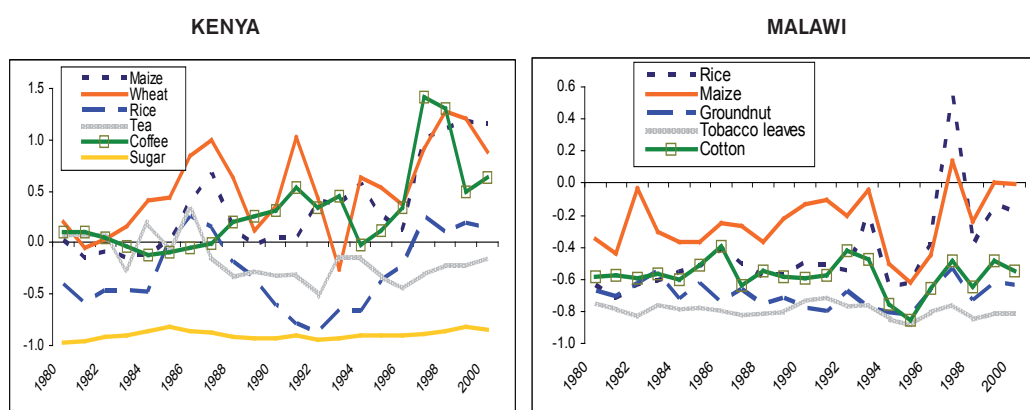 KENYA
1.5
1.0
0.5
0.0
-0.5
-1.0
Maize
Wheat
Rice
Tea
Coffee
Sugar
1980
1982
1984
1986
1988
1990
1992
1994
1996
1998
2000
MALAWI
0.6
0.4
0.2
0.0
-0.2
-0.4
-0.6
-0.8
-1.0
Rice
Maize
Groundnut
Tobacco leaves
Cotton
1980
1982
1984
1986
1988
1990
1992
1994
1996
1998
2000